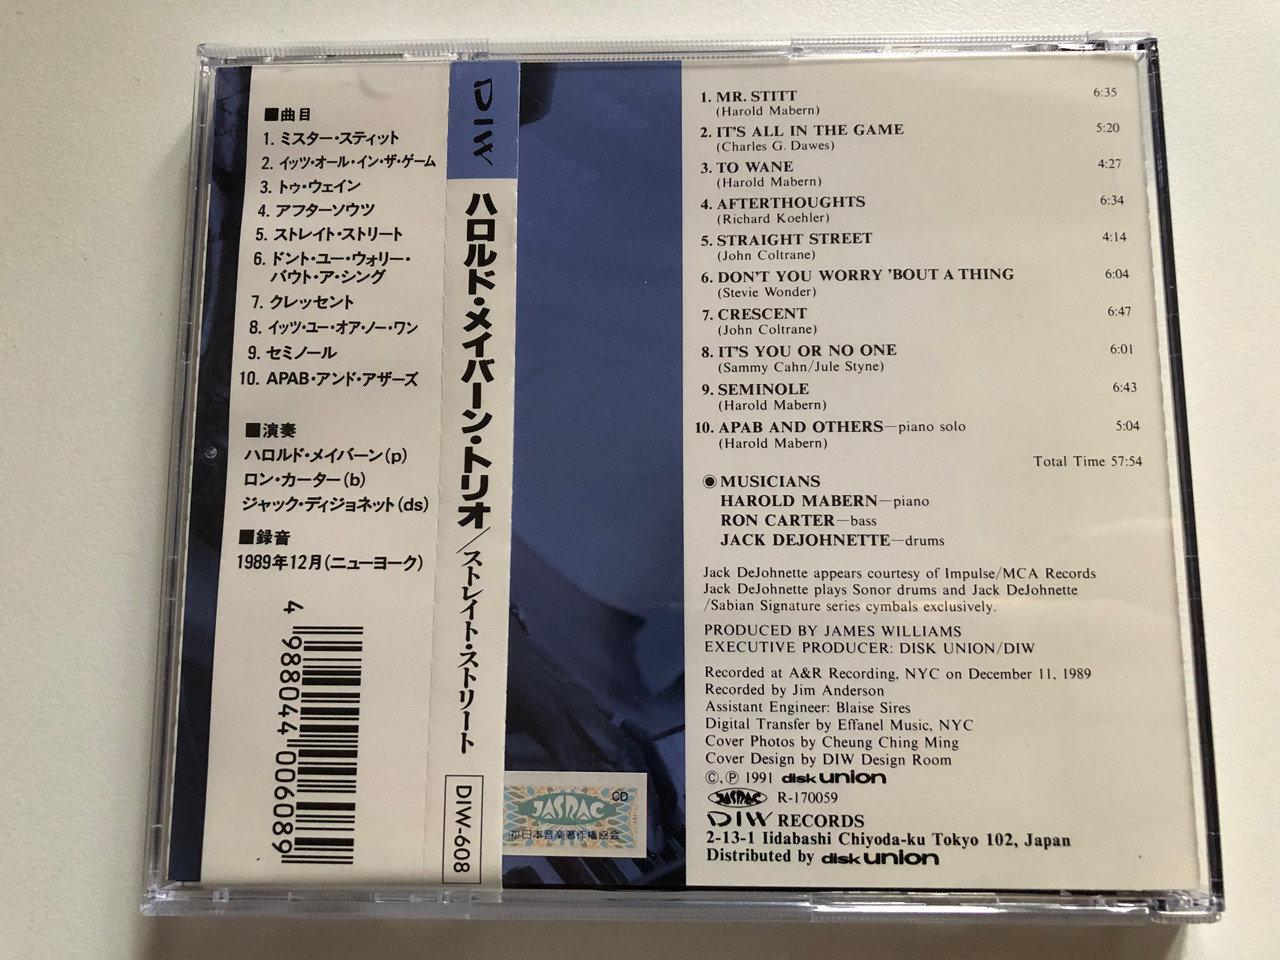 ■曲目
1. ミスター・スティット
2. イッツ・オール・イン・ザ・ゲーム
3. トゥ・ウェイン
4. アフターソウツ
5. ストレイト・ストリート
6. ドント・ユー・ウォリー・
バウト・ア・シング
7. クレッセント
8. イッツ・ユー・オア・ノー・ワン
9. セミノール
10. APAB・アンド・アザーズ
■演奏
ハロルド・メイバーン(p)
ロン・カーター(b)
ジャック・ディジョネット(ds)
■録音
1989年12月(ニューヨーク)
4 988044 006089
DIW
ハロルド・メイバーン・トリオ/ストレイト・ストリート
DIW-608
JASRAC
CD
㈳日本音楽著作権協会
1. MR. STITT 6:35
(Harold Mabern)
2. IT'S ALL IN THE GAME 5:20
(Charles G. Dawes)
3. TO WANE 4:27
(Harold Mabern)
4. AFTERTHOUGHTS 6:34
(Richard Koehler)
5. STRAIGHT STREET 4:14
(John Coltrane)
6. DON'T YOU WORRY 'BOUT A THING 6:04
(Stevie Wonder)
7. CRESCENT 6:47
(John Coltrane)
8. IT'S YOU OR NO ONE 6:01
(Sammy Cahn/Jule Styne)
9. SEMINOLE 6:43
(Harold Mabern)
10. APAB AND OTHERS—piano solo 5:04
(Harold Mabern)
Total Time 57:54
◉MUSICIANS
HAROLD MABERN—piano
RON CARTER—bass
JACK DEJOHNETTE—drums
Jack DeJohnette appears courtesy of Impulse/MCA Records
Jack DeJohnette plays Sonor drums and Jack DeJohnette
/Sabian Signature series cymbals exclusively.
PRODUCED BY JAMES WILLIAMS
EXECUTIVE PRODUCER: DISK UNION/DIW
Recorded at A&R Recording, NYC on December 11, 1989
Recorded by Jim Anderson
Assistant Engineer: Blaise Sires
Digital Transfer by Effanel Music, NYC
Cover Photos by Cheung Ching Ming
Cover Design by DIW Design Room
©,℗ 1991 disk union
JASRAC R-170059
DIW RECORDS
2-13-1 Iidabashi Chiyoda-ku Tokyo 102, Japan
Distributed by disk union